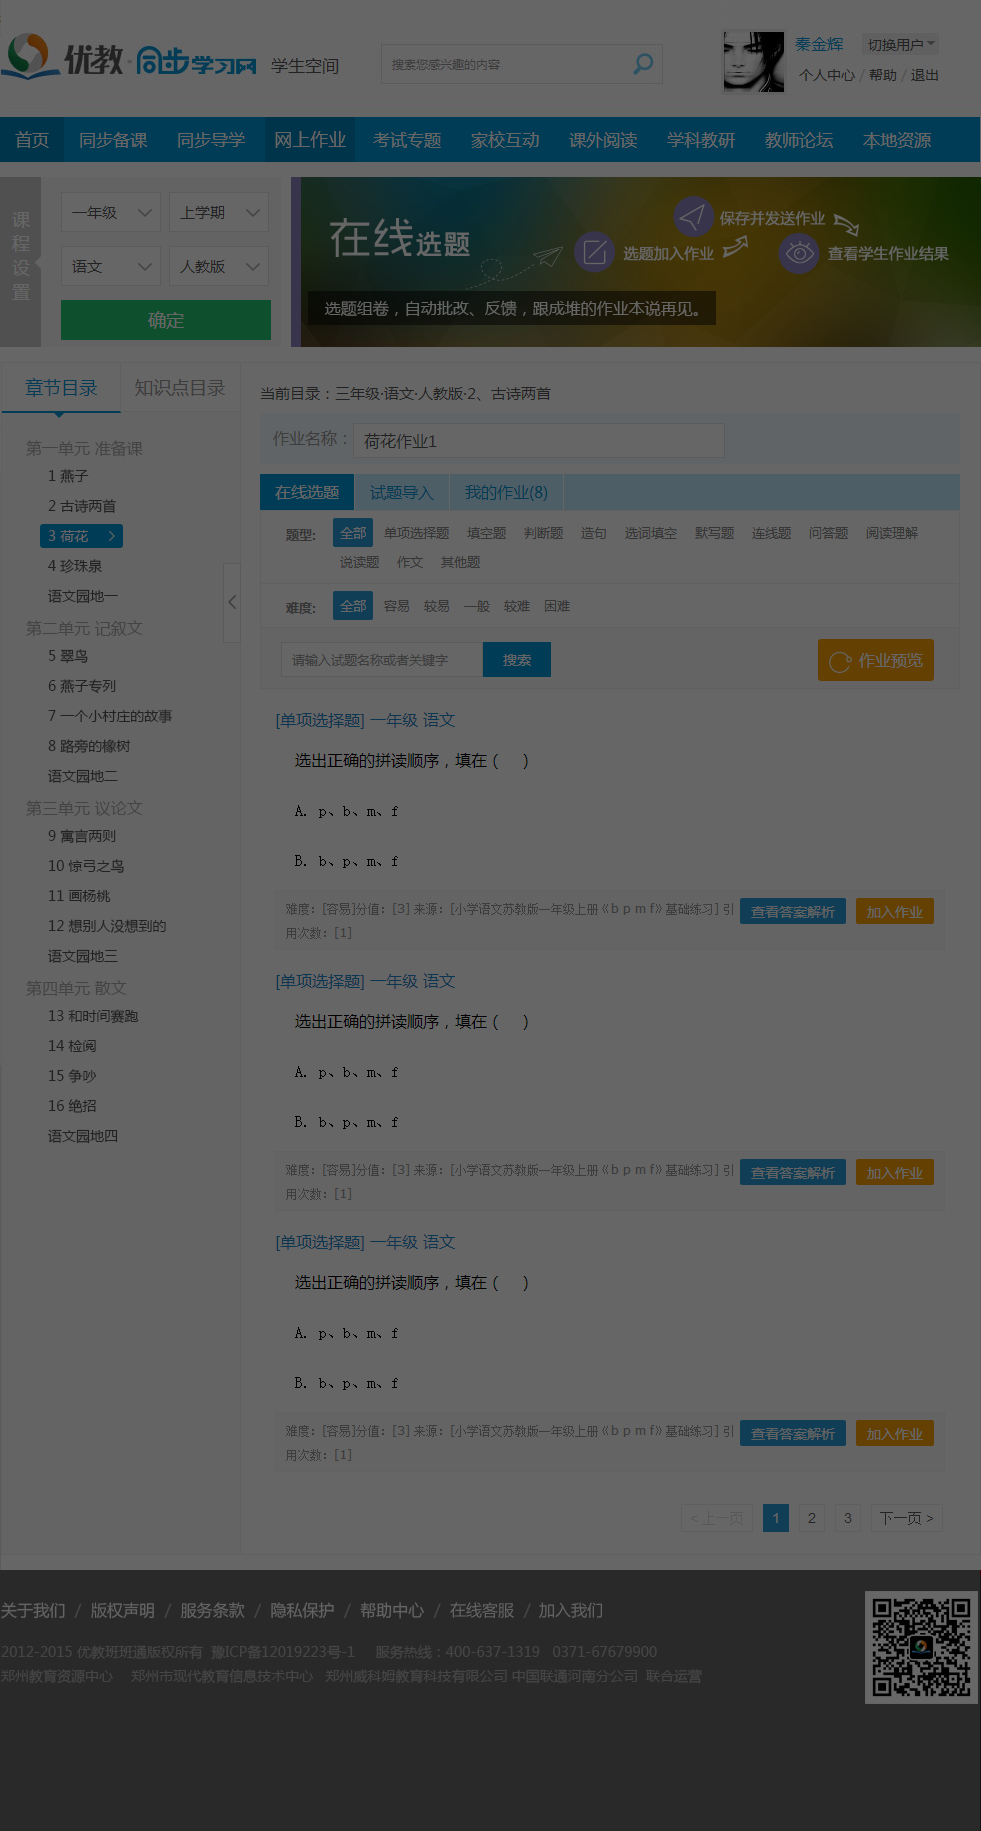 优教·同步学习网 学生空间 搜素您感兴趣的内容 秦金辉 切换用户
个人中心 / 帮助 / 退出
首页 同步备课 同步导学 网上作业 考试专题 家校互动 课外阅读 学科教研 教师论坛 本地资源
课程设置
一年级 上学期
语文 人教版
确定
在线选题
选题加入作业 保存并发送作业 查看学生作业结果
选题组卷，自动批改、反馈，跟成堆的作业本说再见。
章节目录 知识点目录
第一单元 准备课
1 燕子
2 古诗两首
3 荷花
4 珍珠泉
语文园地一
第二单元 记叙文
5 翠鸟
6 燕子专列
7 一个小村庄的故事
8 路旁的橡树
语文园地二
第三单元 议论文
9 寓言两则
10 惊弓之鸟
11 画杨桃
12 想别人没想到的
语文园地三
第四单元 散文
13 和时间赛跑
14 检阅
15 争吵
16 绝招
语文园地四
当前目录：三年级·语文·人教版·2、古诗两首
作业名称： 荷花作业1
在线选题 试题导入 我的作业(8)
题型: 全部 单项选择题 填空题 判断题 造句 选词填空 默写题 连线题 问答题 阅读理解
说读题 作文 其他题
难度: 全部 容易 较易 一般 较难 困难
请输入试题名称或者关键字 搜索 作业预览
[单项选择题] 一年级 语文
选出正确的拼读顺序，填在（ ）
A. p、b、m、f
B. b、p、m、f
难度：[容易]分值：[3] 来源：[小学语文苏教版一年级上册《b p m f》基础练习] 引 查看答案解析 加入作业
用次数：[1]
[单项选择题] 一年级 语文
选出正确的拼读顺序，填在（ ）
A. p、b、m、f
B. b、p、m、f
难度：[容易]分值：[3] 来源：[小学语文苏教版一年级上册《b p m f》基础练习] 引 查看答案解析 加入作业
用次数：[1]
[单项选择题] 一年级 语文
选出正确的拼读顺序，填在（ ）
A. p、b、m、f
B. b、p、m、f
难度：[容易]分值：[3] 来源：[小学语文苏教版一年级上册《b p m f》基础练习] 引 查看答案解析 加入作业
用次数：[1]
< 上一页 1 2 3 下一页 >
关于我们 / 版权声明 / 服务条款 / 隐私保护 / 帮助中心 / 在线客服 / 加入我们
2012-2015 优教班班通版权所有 豫ICP备12019223号-1 服务热线：400-637-1319 0371-67679900
郑州教育资源中心 郑州市现代教育信息技术中心 郑州威科姆教育科技有限公司 中国联通河南分公司 联合运营